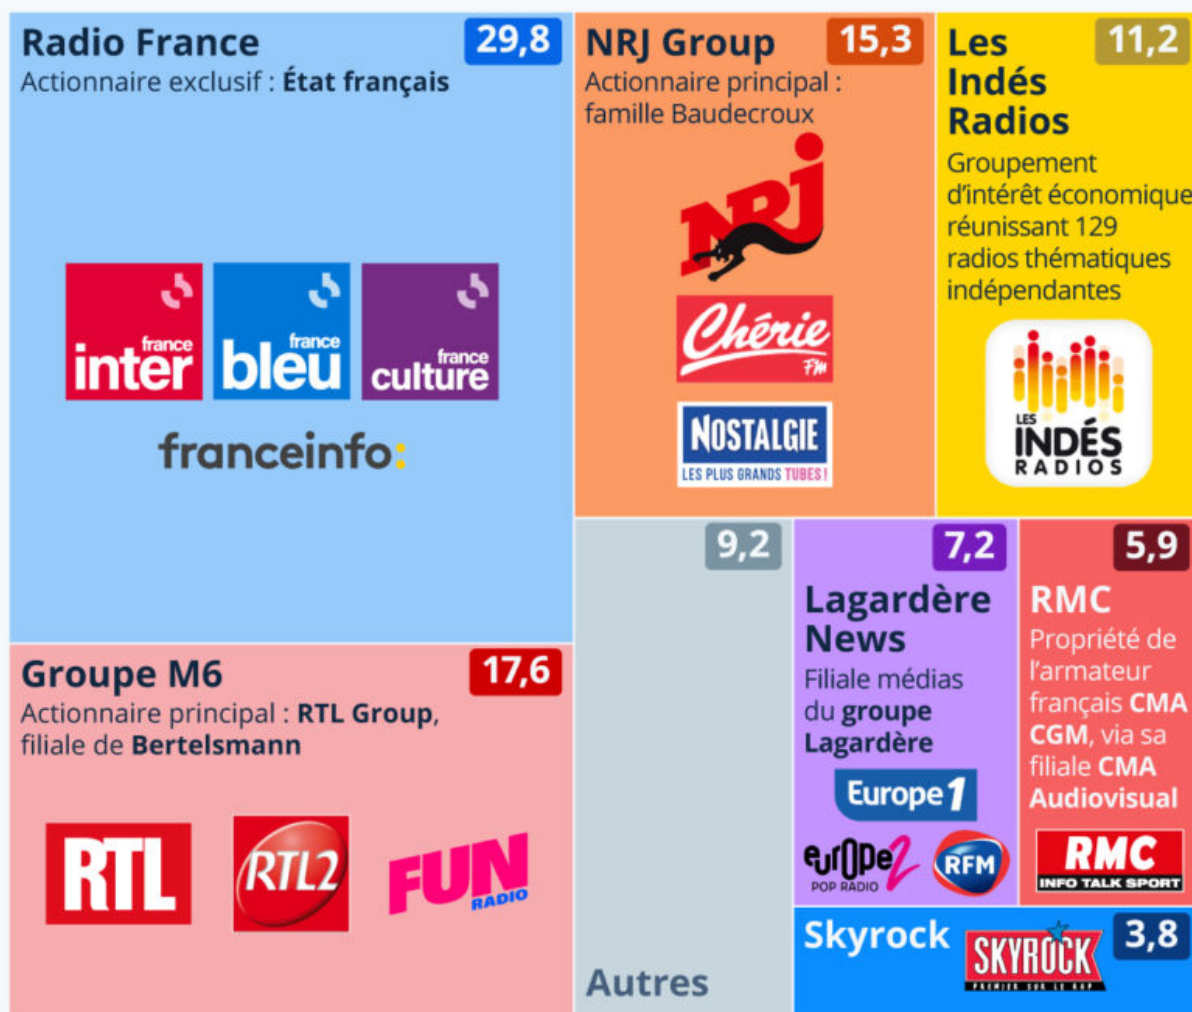 Radio France
29,8
Actionnaire exclusif : État français
france
inter
france
bleu
france
culture
franceinfo:
NRJ Group
15,3
Actionnaire principal :
famille Baudecroux
NRJ
Chérie
FM
NOSTALGIE
LES PLUS GRANDS TUBES !
Les
Indés
Radios
11,2
Groupement
d'intérêt économique
réunissant 129
radios thématiques
indépendantes
LES
INDÉS
RADIOS
Groupe M6
17,6
Actionnaire principal : RTL Group,
filiale de Bertelsmann
RTL
RTL2
FUN
RADIO
9,2
Autres
7,2
Lagardère
News
Filiale médias
du groupe
Lagardère
Europe 1
europe 2
POP RADIO
RFM
5,9
RMC
Propriété de
l'armateur
français CMA
CGM, via sa
filiale CMA
Audiovisual
RMC
INFO TALK SPORT
Skyrock
SKYROCK
PREMIER SUR LE RAP
3,8